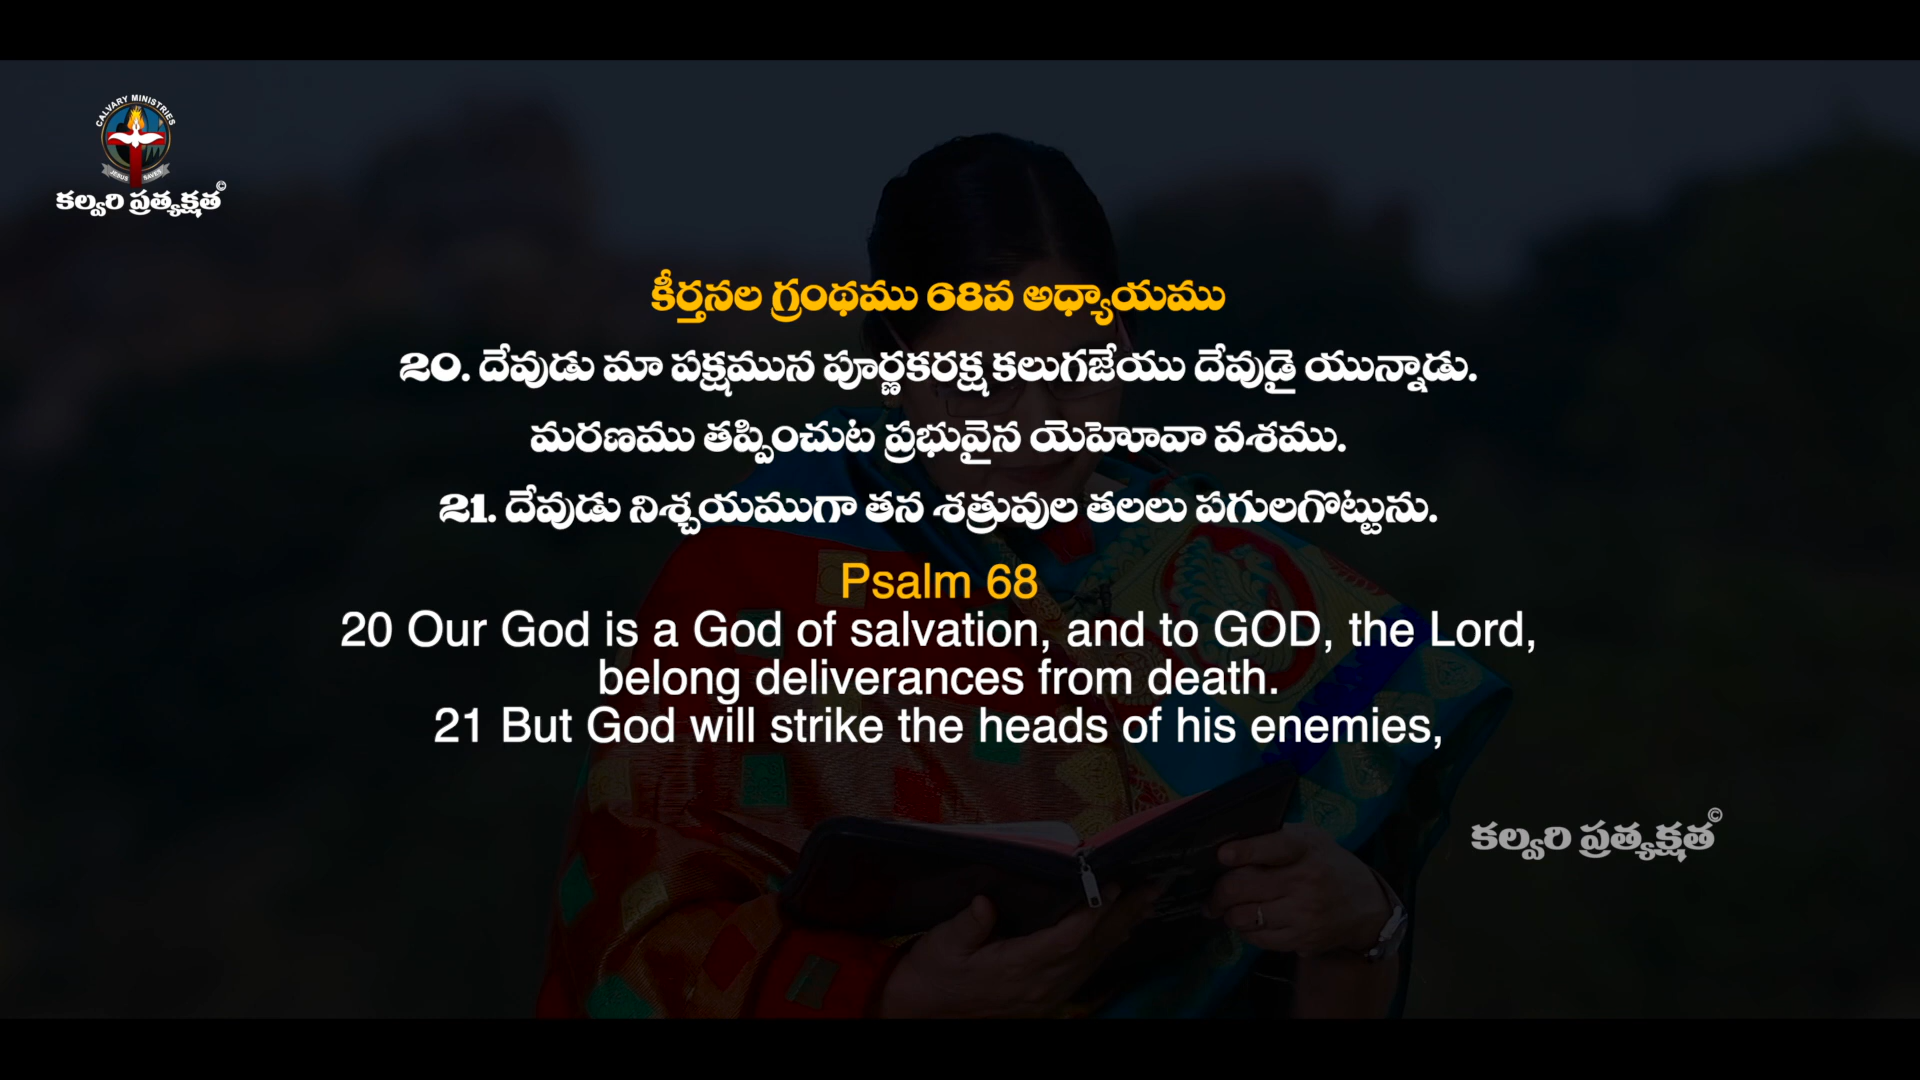 CALVARY MINISTRIES
JESUS SAVES
కల్వరి ప్రత్యక్షత©
కీర్తనల గ్రంథము 68వ అధ్యాయము
20. దేవుడు మా పక్షమున పూర్ణకరక్ష కలుగజేయు దేవుడై యున్నాడు.
మరణము తప్పించుట ప్రభువైన యెహోవా వశము.
21. దేవుడు నిశ్చయముగా తన శత్రువుల తలలు పగులగొట్టును.
Psalm 68
20 Our God is a God of salvation, and to GOD, the Lord,
belong deliverances from death.
21 But God will strike the heads of his enemies,
కల్వరి ప్రత్యక్షత©